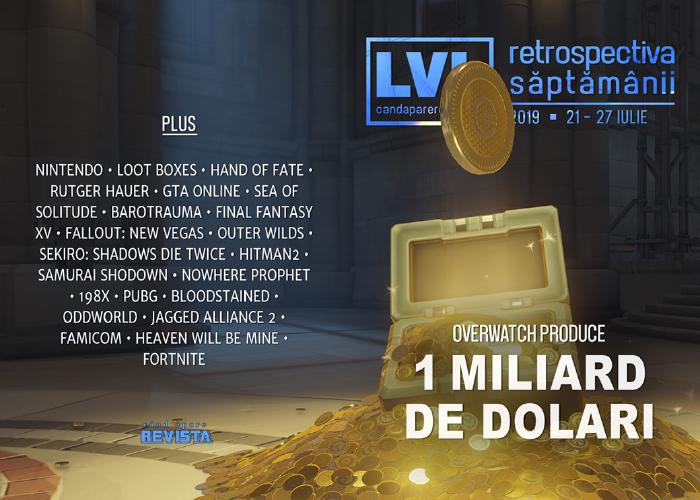 PLUS
NINTENDO • LOOT BOXES • HAND OF FATE •
RUTGER HAUER • GTA ONLINE • SEA OF
SOLITUDE • BAROTRAUMA • FINAL FANTASY
XV • FALLOUT: NEW VEGAS • OUTER WILDS •
SEKIRO: SHADOWS DIE TWICE • HITMAN2 •
SAMURAI SHODOWN • NOWHERE PROPHET
• 198X • PUBG • BLOODSTAINED •
ODDWORLD • JAGGED ALLIANCE 2 •
FAMICOM • HEAVEN WILL BE MINE •
FORTNITE
cand apare
REVISTA
retrospectiva
săptămânii
2019 ▪ 21 - 27 IULIE
OVERWATCH PRODUCE
1 MILIARD
DE DOLARI